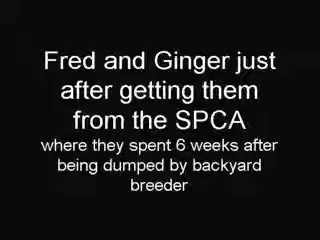 Fred and Ginger just
after getting them
from the SPCA
where they spent 6 weeks after
being dumped by backyard
breeder